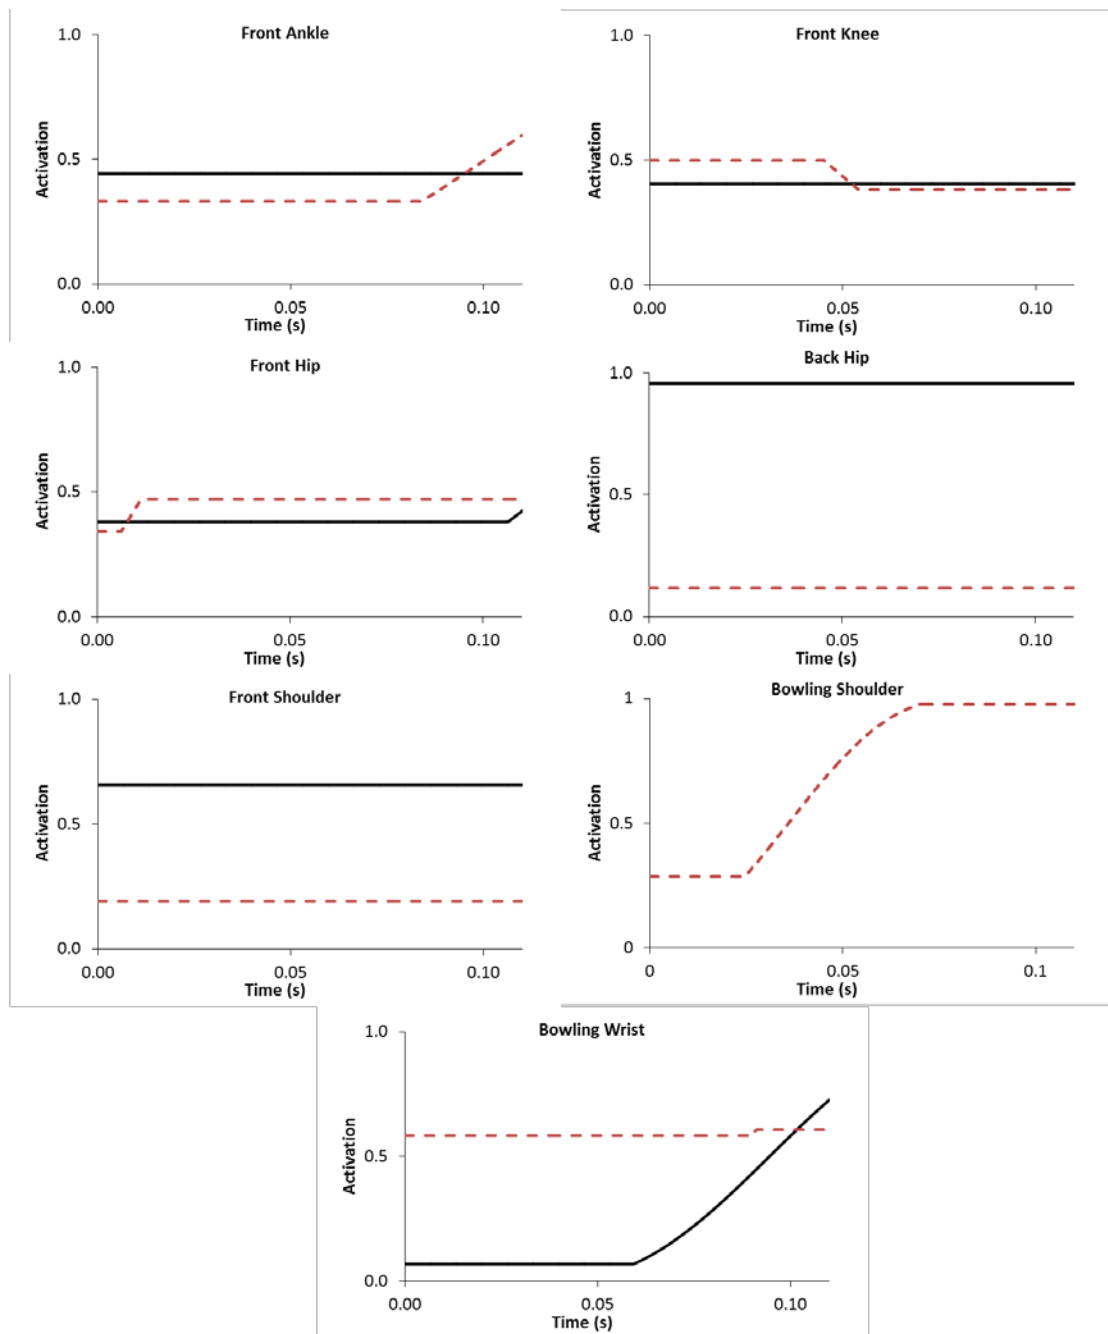 Front Ankle
1.0
0.5
0.0
Activation
0.00 0.05 0.10
Time (s)
Front Knee
1.0
0.5
0.0
Activation
0.00 0.05 0.10
Time (s)
Front Hip
1.0
0.5
0.0
Activation
0.00 0.05 0.10
Time (s)
Back Hip
1.0
0.5
0.0
Activation
0.00 0.05 0.10
Time (s)
Front Shoulder
1.0
0.5
0.0
Activation
0.00 0.05 0.10
Time (s)
Bowling Shoulder
1
0.5
0
Activation
0 0.05 0.1
Time (s)
Bowling Wrist
1.0
0.5
0.0
Activation
0.00 0.05 0.10
Time (s)